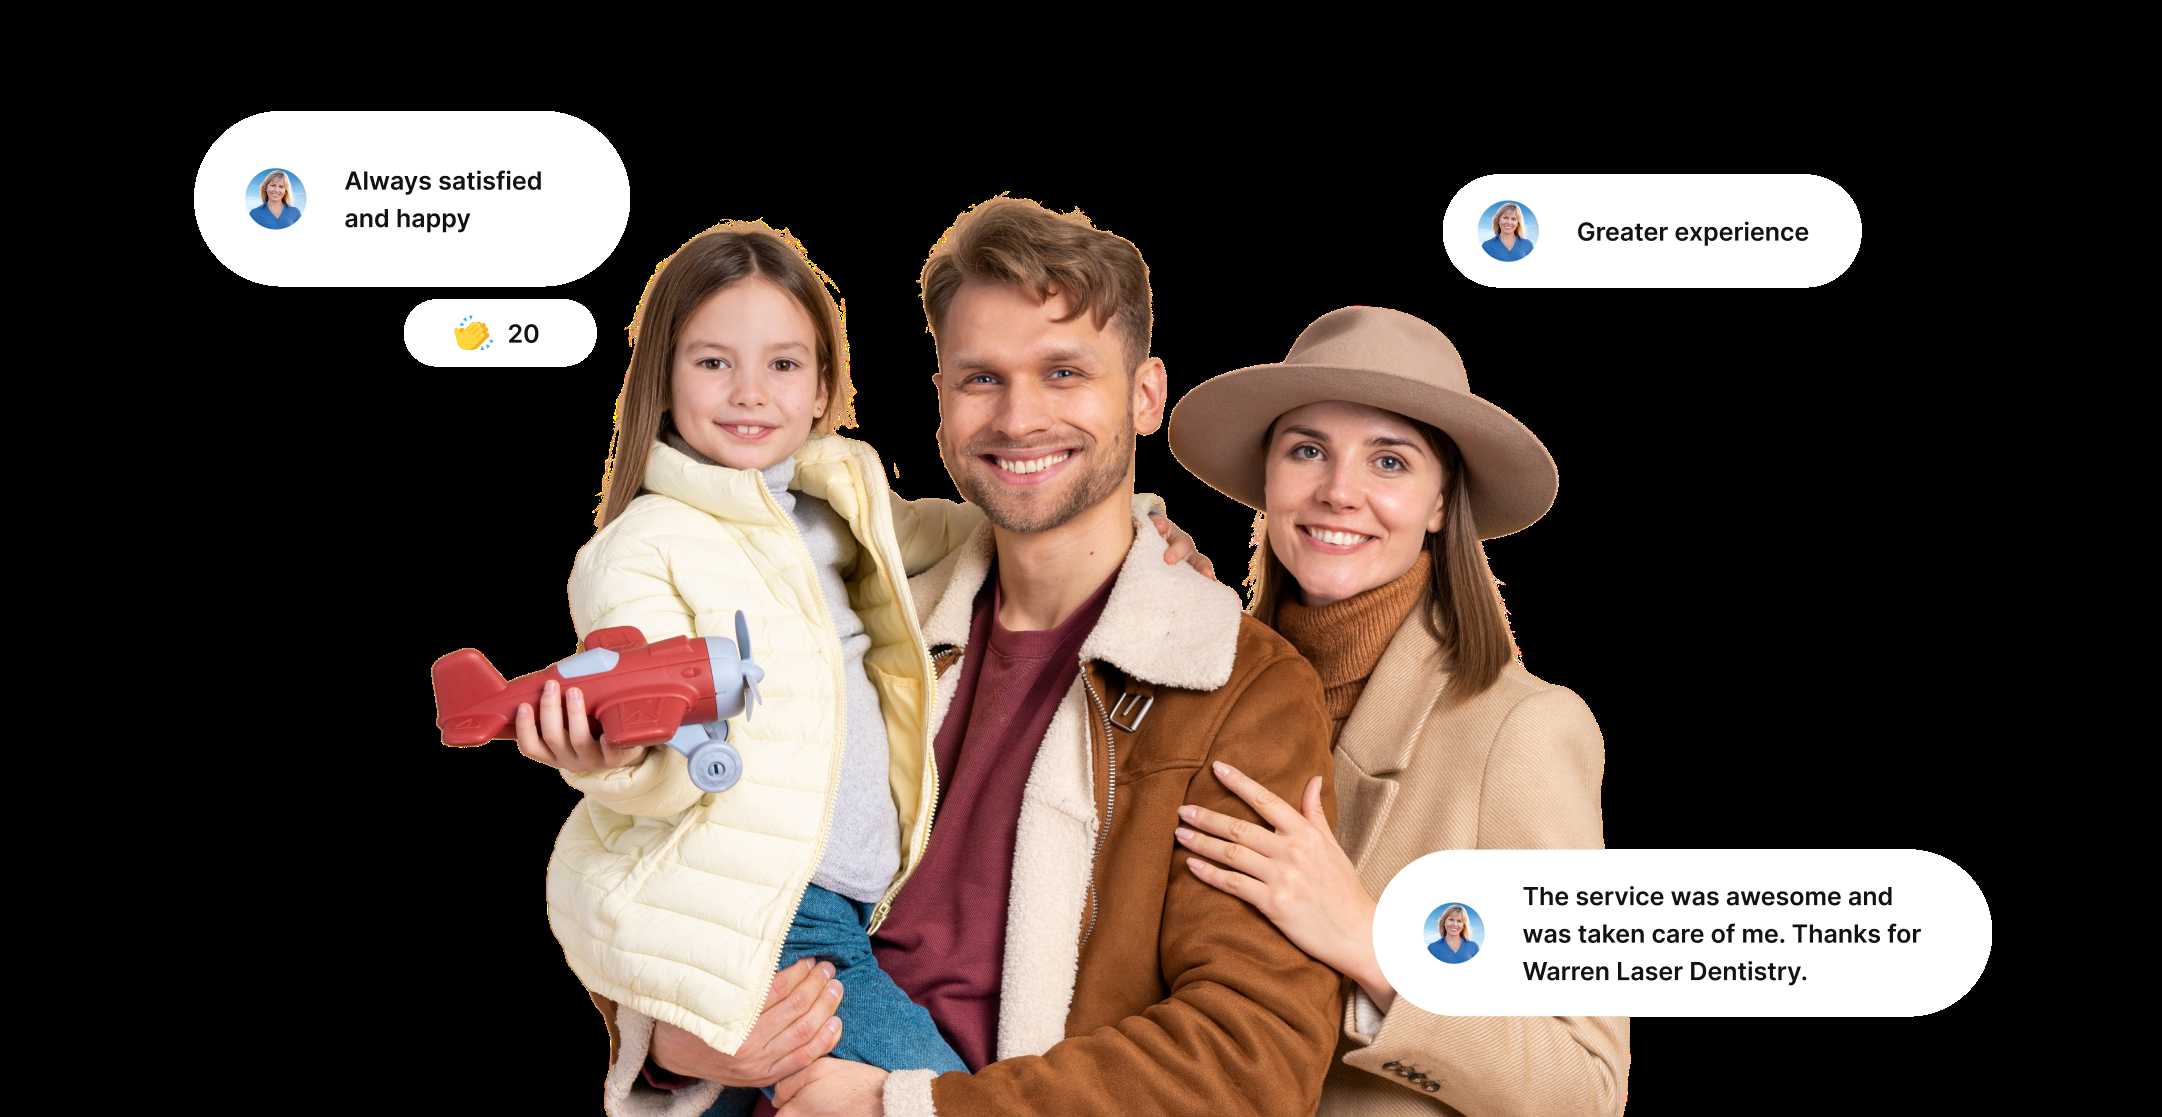 Always satisfied
and happy
20
Greater experience
The service was awesome and
was taken care of me. Thanks for
Warren Laser Dentistry.